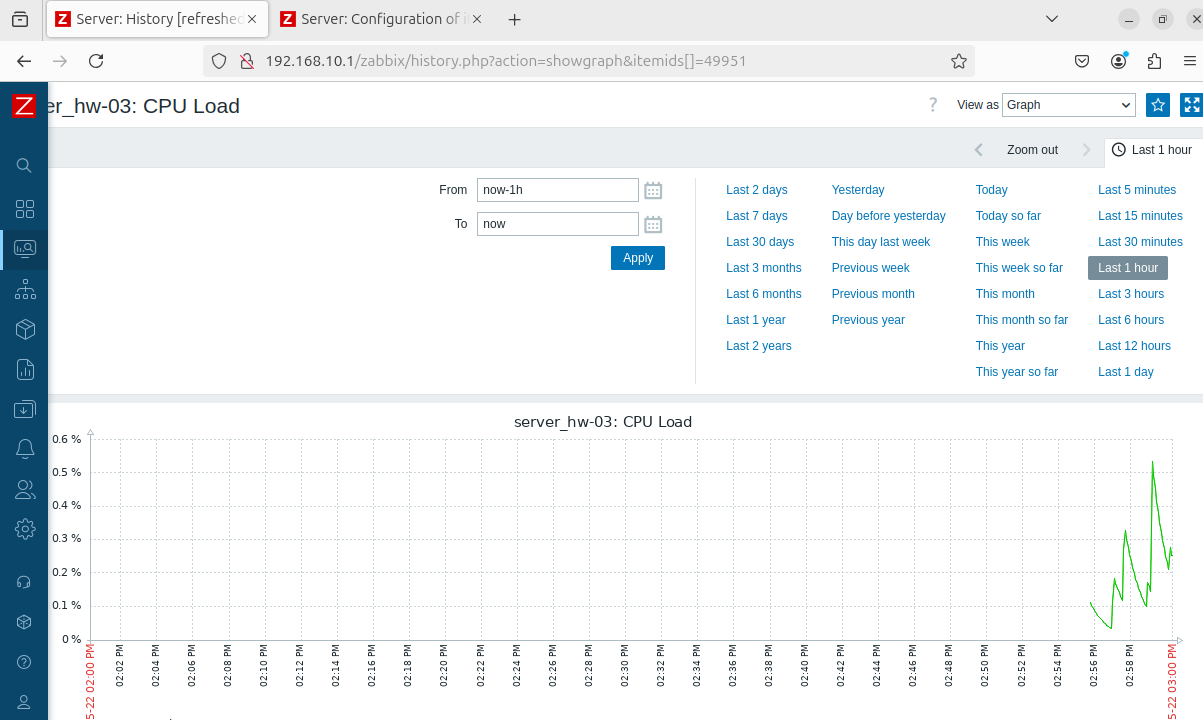 Server: History [refreshed
Server: Configuration of i
192.168.10.1/zabbix/history.php?action=showgraph&itemids[]=49951
Z
er_hw-03: CPU Load
?
View as
Graph
Zoom out
Last 1 hour
From
now-1h
To
now
Apply
Last 2 days
Yesterday
Today
Last 5 minutes
Last 7 days
Day before yesterday
Today so far
Last 15 minutes
Last 30 days
This day last week
This week
Last 30 minutes
Last 3 months
Previous week
This week so far
Last 1 hour
Last 6 months
Previous month
This month
Last 3 hours
Last 1 year
Previous year
This month so far
Last 6 hours
Last 2 years
This year
Last 12 hours
This year so far
Last 1 day
server_hw-03: CPU Load
0.6 %
0.5 %
0.4 %
0.3 %
0.2 %
0.1 %
0 %
5-22 02:00 PM
02:02 PM
02:04 PM
02:06 PM
02:08 PM
02:10 PM
02:12 PM
02:14 PM
02:16 PM
02:18 PM
02:20 PM
02:22 PM
02:24 PM
02:26 PM
02:28 PM
02:30 PM
02:32 PM
02:34 PM
02:36 PM
02:38 PM
02:40 PM
02:42 PM
02:44 PM
02:46 PM
02:48 PM
02:50 PM
02:52 PM
02:54 PM
02:56 PM
02:58 PM
5-22 03:00 PM